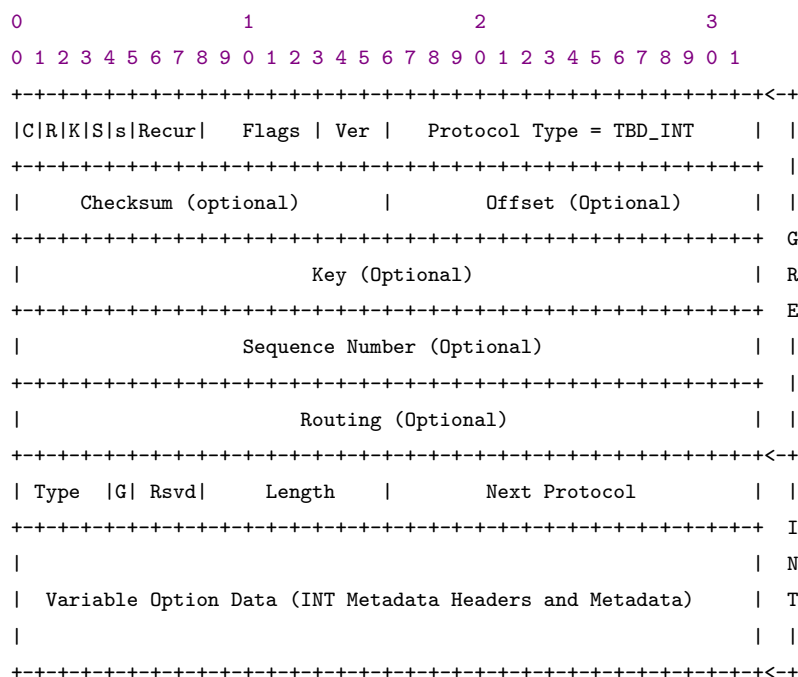 0                   1                   2                   3
0 1 2 3 4 5 6 7 8 9 0 1 2 3 4 5 6 7 8 9 0 1 2 3 4 5 6 7 8 9 0 1
+-+-+-+-+-+-+-+-+-+-+-+-+-+-+-+-+-+-+-+-+-+-+-+-+-+-+-+-+-+-+-+-+<-+
|C|R|K|S|s|Recur|   Flags | Ver |   Protocol Type = TBD_INT     |  |
+-+-+-+-+-+-+-+-+-+-+-+-+-+-+-+-+-+-+-+-+-+-+-+-+-+-+-+-+-+-+-+-+  |
|     Checksum (optional)       |        Offset (Optional)      |  |
+-+-+-+-+-+-+-+-+-+-+-+-+-+-+-+-+-+-+-+-+-+-+-+-+-+-+-+-+-+-+-+-+  G
|                         Key (Optional)                        |  R
+-+-+-+-+-+-+-+-+-+-+-+-+-+-+-+-+-+-+-+-+-+-+-+-+-+-+-+-+-+-+-+-+  E
|                   Sequence Number (Optional)                  |  |
+-+-+-+-+-+-+-+-+-+-+-+-+-+-+-+-+-+-+-+-+-+-+-+-+-+-+-+-+-+-+-+-+  |
|                        Routing (Optional)                     |  |
+-+-+-+-+-+-+-+-+-+-+-+-+-+-+-+-+-+-+-+-+-+-+-+-+-+-+-+-+-+-+-+-+<-+
| Type  |G| Rsvd|     Length    |        Next Protocol          |  |
+-+-+-+-+-+-+-+-+-+-+-+-+-+-+-+-+-+-+-+-+-+-+-+-+-+-+-+-+-+-+-+-+  I
|                                                               |  N
|  Variable Option Data (INT Metadata Headers and Metadata)     |  T
|                                                               |  |
+-+-+-+-+-+-+-+-+-+-+-+-+-+-+-+-+-+-+-+-+-+-+-+-+-+-+-+-+-+-+-+-+<-+